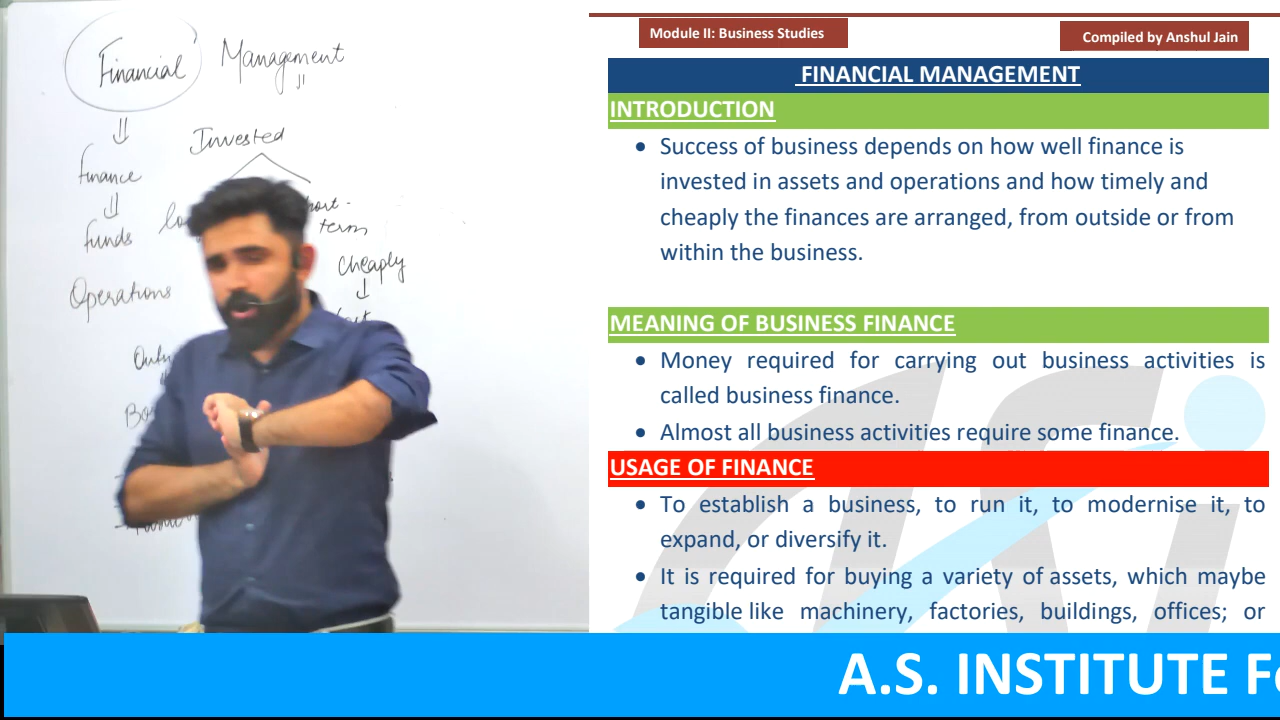 Financial Management
Invested
finance
funds
term
Cheaply
Operations
Module II: Business Studies
Compiled by Anshul Jain
FINANCIAL MANAGEMENT
INTRODUCTION
• Success of business depends on how well finance is
invested in assets and operations and how timely and
cheaply the finances are arranged, from outside or from
within the business.
MEANING OF BUSINESS FINANCE
• Money required for carrying out business activities is
called business finance.
• Almost all business activities require some finance.
USAGE OF FINANCE
• To establish a business, to run it, to modernise it, to
expand, or diversify it.
• It is required for buying a variety of assets, which maybe
tangible like machinery, factories, buildings, offices; or
A.S. INSTITUTE